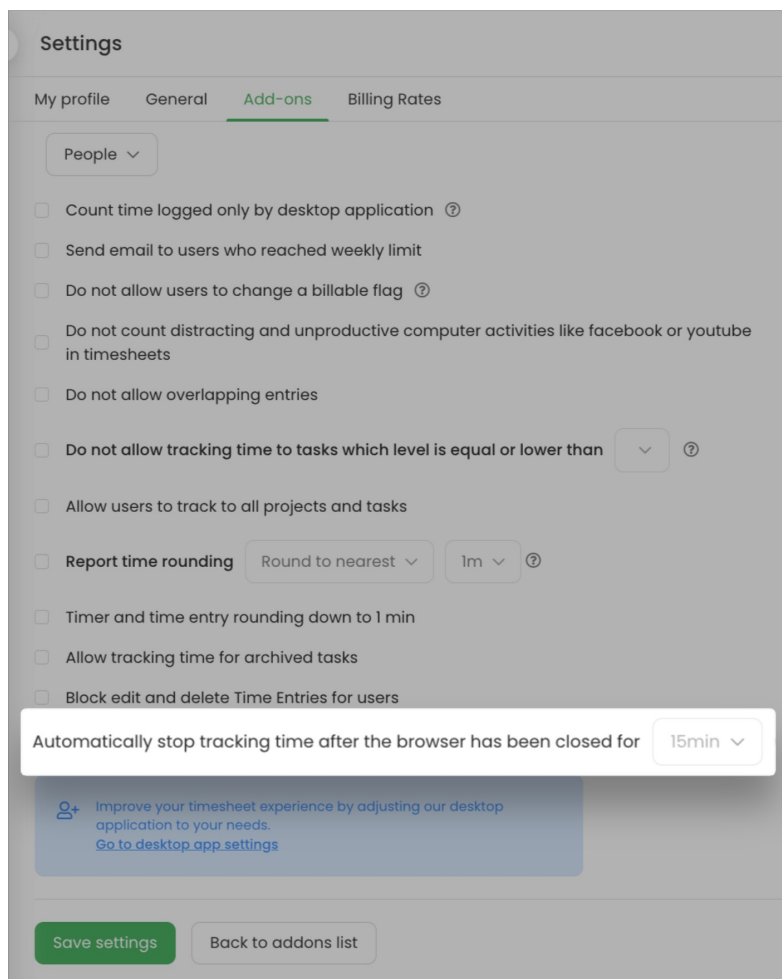 Settings
My profile General Add-ons Billing Rates
People
Count time logged only by desktop application ?
Send email to users who reached weekly limit
Do not allow users to change a billable flag ?
Do not count distracting and unproductive computer activities like facebook or youtube
in timesheets
Do not allow overlapping entries
Do not allow tracking time to tasks which level is equal or lower than ?
Allow users to track to all projects and tasks
Report time rounding Round to nearest 1m ?
Timer and time entry rounding down to 1 min
Allow tracking time for archived tasks
Block edit and delete Time Entries for users
Automatically stop tracking time after the browser has been closed for 15min
Improve your timesheet experience by adjusting our desktop
application to your needs.
Go to desktop app settings
Save settings Back to addons list